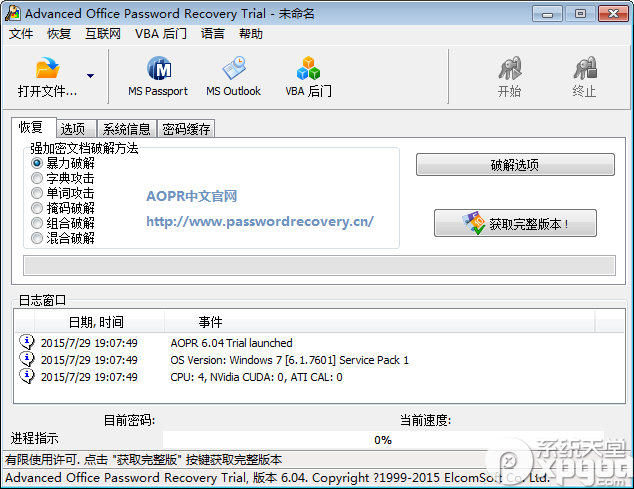 Advanced Office Password Recovery Trial - 未命名
文件 恢复 互联网 VBA 后门 语言 帮助
打开文件... MS Passport MS Outlook VBA 后门 开始 终止
恢复 选项 系统信息 密码缓存
强加密文档破解方法
暴力破解
字典攻击
单词攻击
掩码破解
组合破解
混合破解
AOPR中文官网
http://www.passwordrecovery.cn/
破解选项
获取完整版本！
日志窗口
日期, 时间 事件
2015/7/29 19:07:49 AOPR 6.04 Trial launched
2015/7/29 19:07:49 OS Version: Windows 7 [6.1.7601] Service Pack 1
2015/7/29 19:07:49 CPU: 4, NVidia CUDA: 0, ATI CAL: 0
目前密码: 当前速度:
进程指示 0%
有限使用许可. 点击 "获取完整版" 按键获取完整版本
Advanced Office Password Recovery Trial, 版本 6.04. Copyright ?1999-2015 ElcomSoft Co. Ltd.
系统天堂